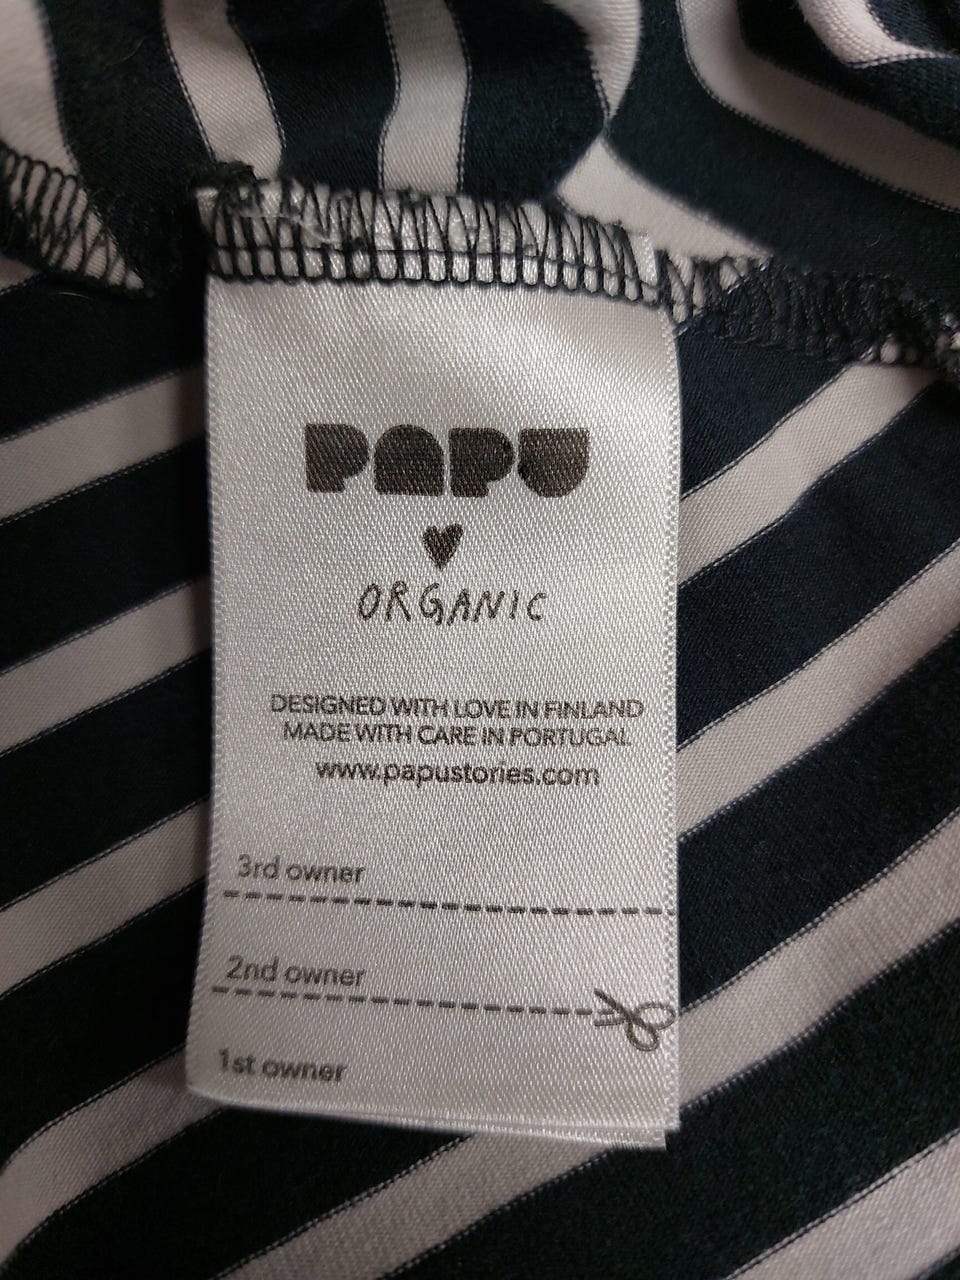 PAPU
ORGANIC
DESIGNED WITH LOVE IN FINLAND
MADE WITH CARE IN PORTUGAL
www.papustories.com
3rd owner
2nd owner
1st owner